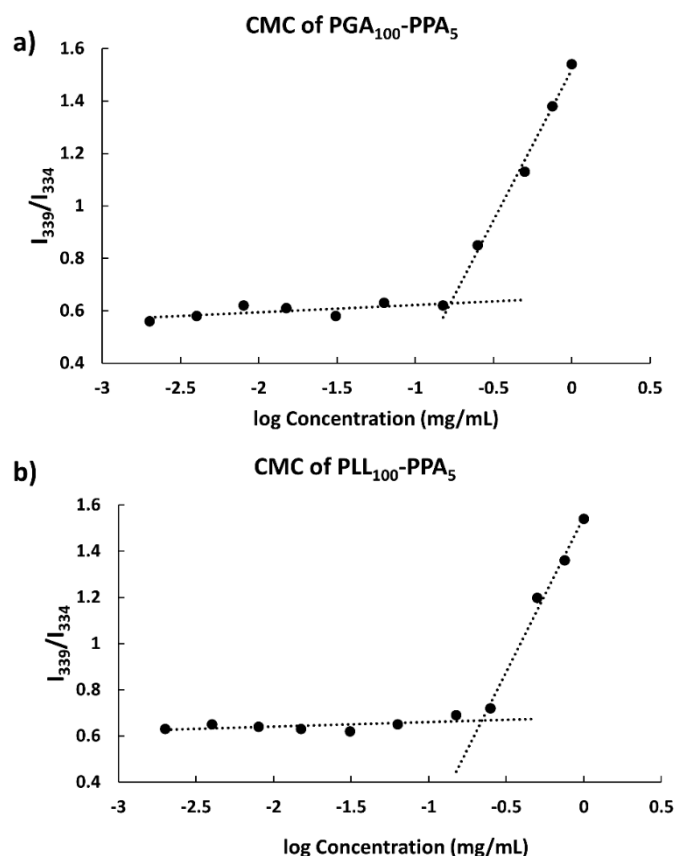 a)
CMC of PGA₁₀₀-PPA₅
1.6
1.4
1.2
1
0.8
0.6
0.4
I₃₃₉/I₃₃₄
-3 -2.5 -2 -1.5 -1 -0.5 0 0.5
log Concentration (mg/mL)
b)
CMC of PLL₁₀₀-PPA₅
1.6
1.4
1.2
1
0.8
0.6
0.4
I₃₃₉/I₃₃₄
-3 -2.5 -2 -1.5 -1 -0.5 0 0.5
log Concentration (mg/mL)